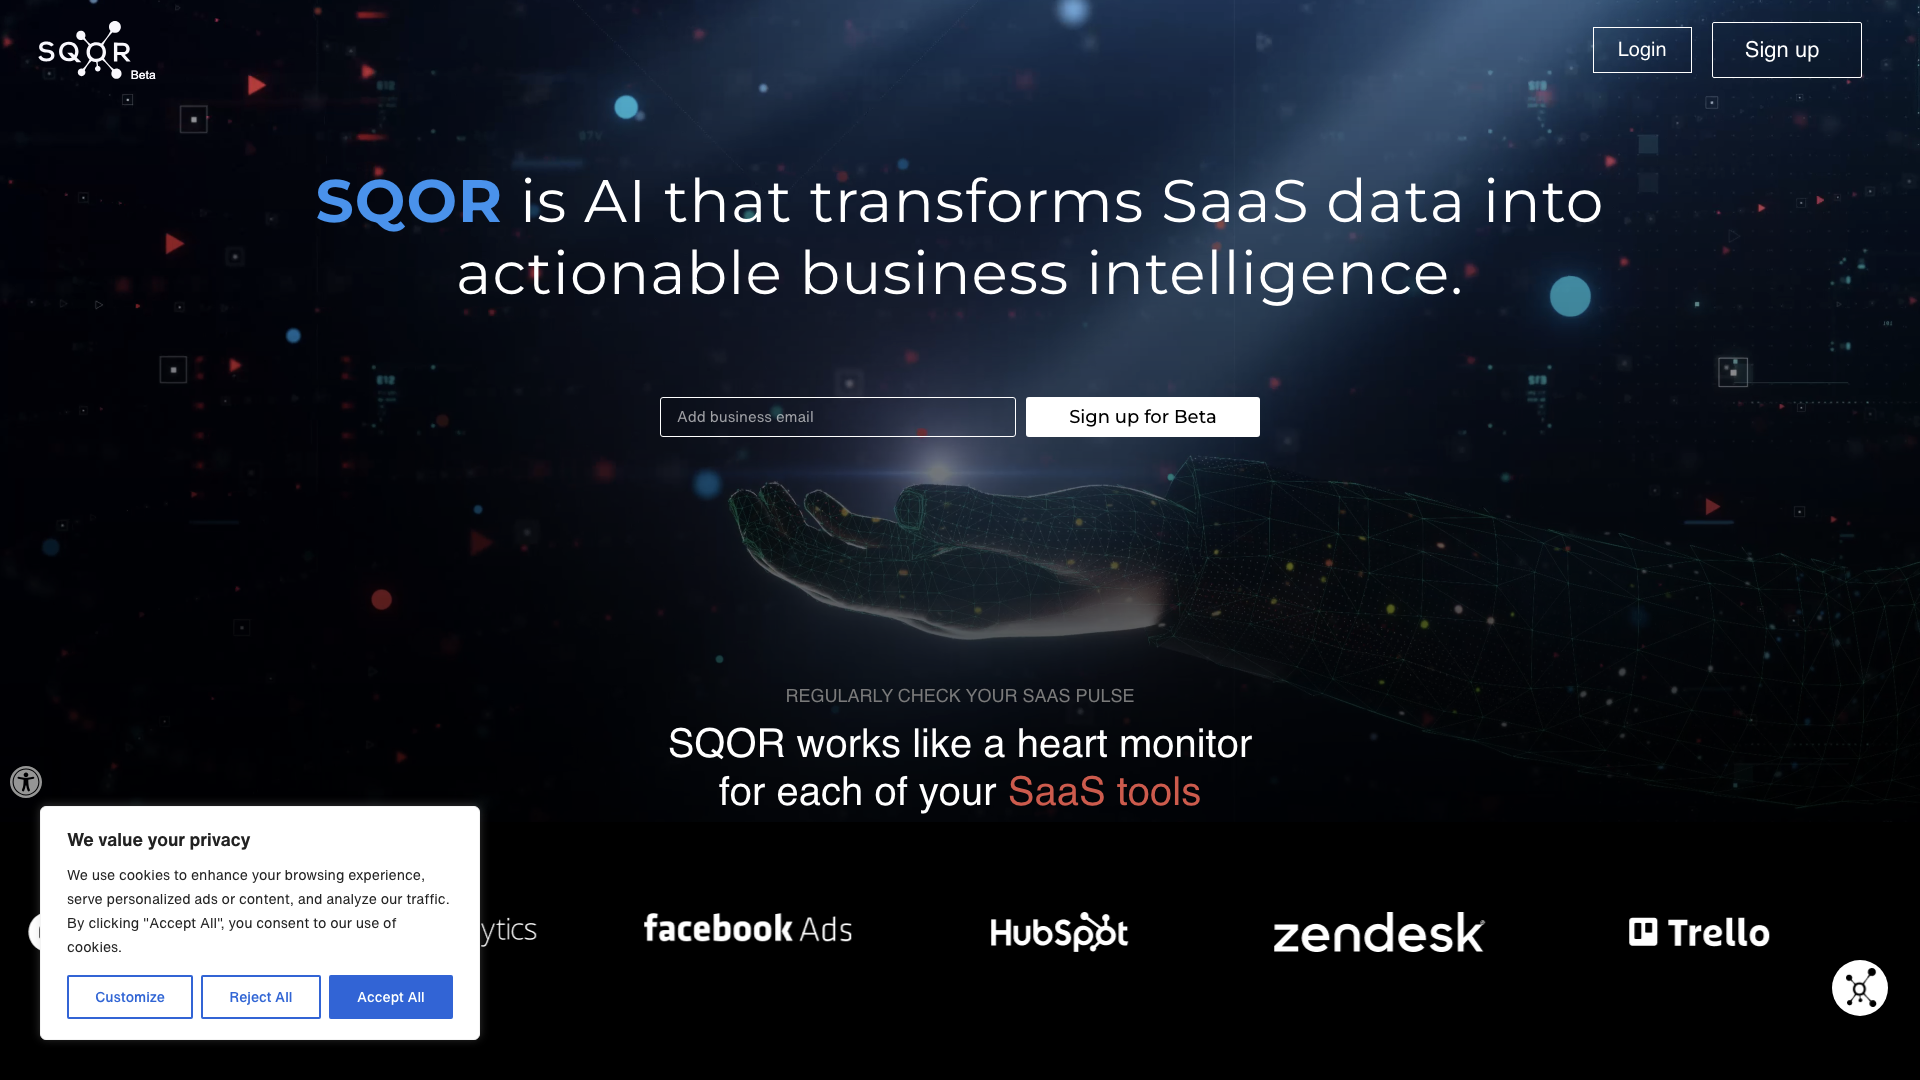 SQOR
Beta
Login
Sign up
SQOR is AI that transforms SaaS data into
actionable business intelligence.
Add business email
Sign up for Beta
REGULARLY CHECK YOUR SAAS PULSE
SQOR works like a heart monitor
for each of your SaaS tools
We value your privacy
We use cookies to enhance your browsing experience,
serve personalized ads or content, and analyze our traffic.
By clicking "Accept All", you consent to our use of
cookies.
Customize
Reject All
Accept All
ytics
facebook Ads
HubSpot
zendesk
Trello